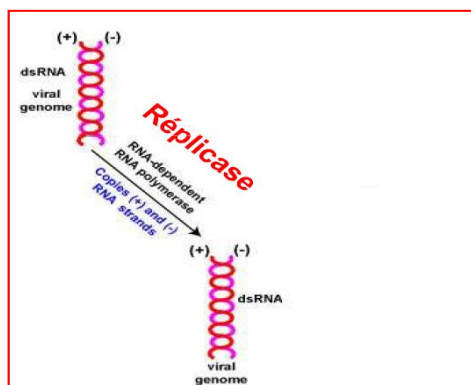 (+) (-)
dsRNA
viral
genome
Réplicase
RNA-dependent
RNA polymerase
Copies (+) and (-)
RNA strands
(+) (-)
dsRNA
viral
genome